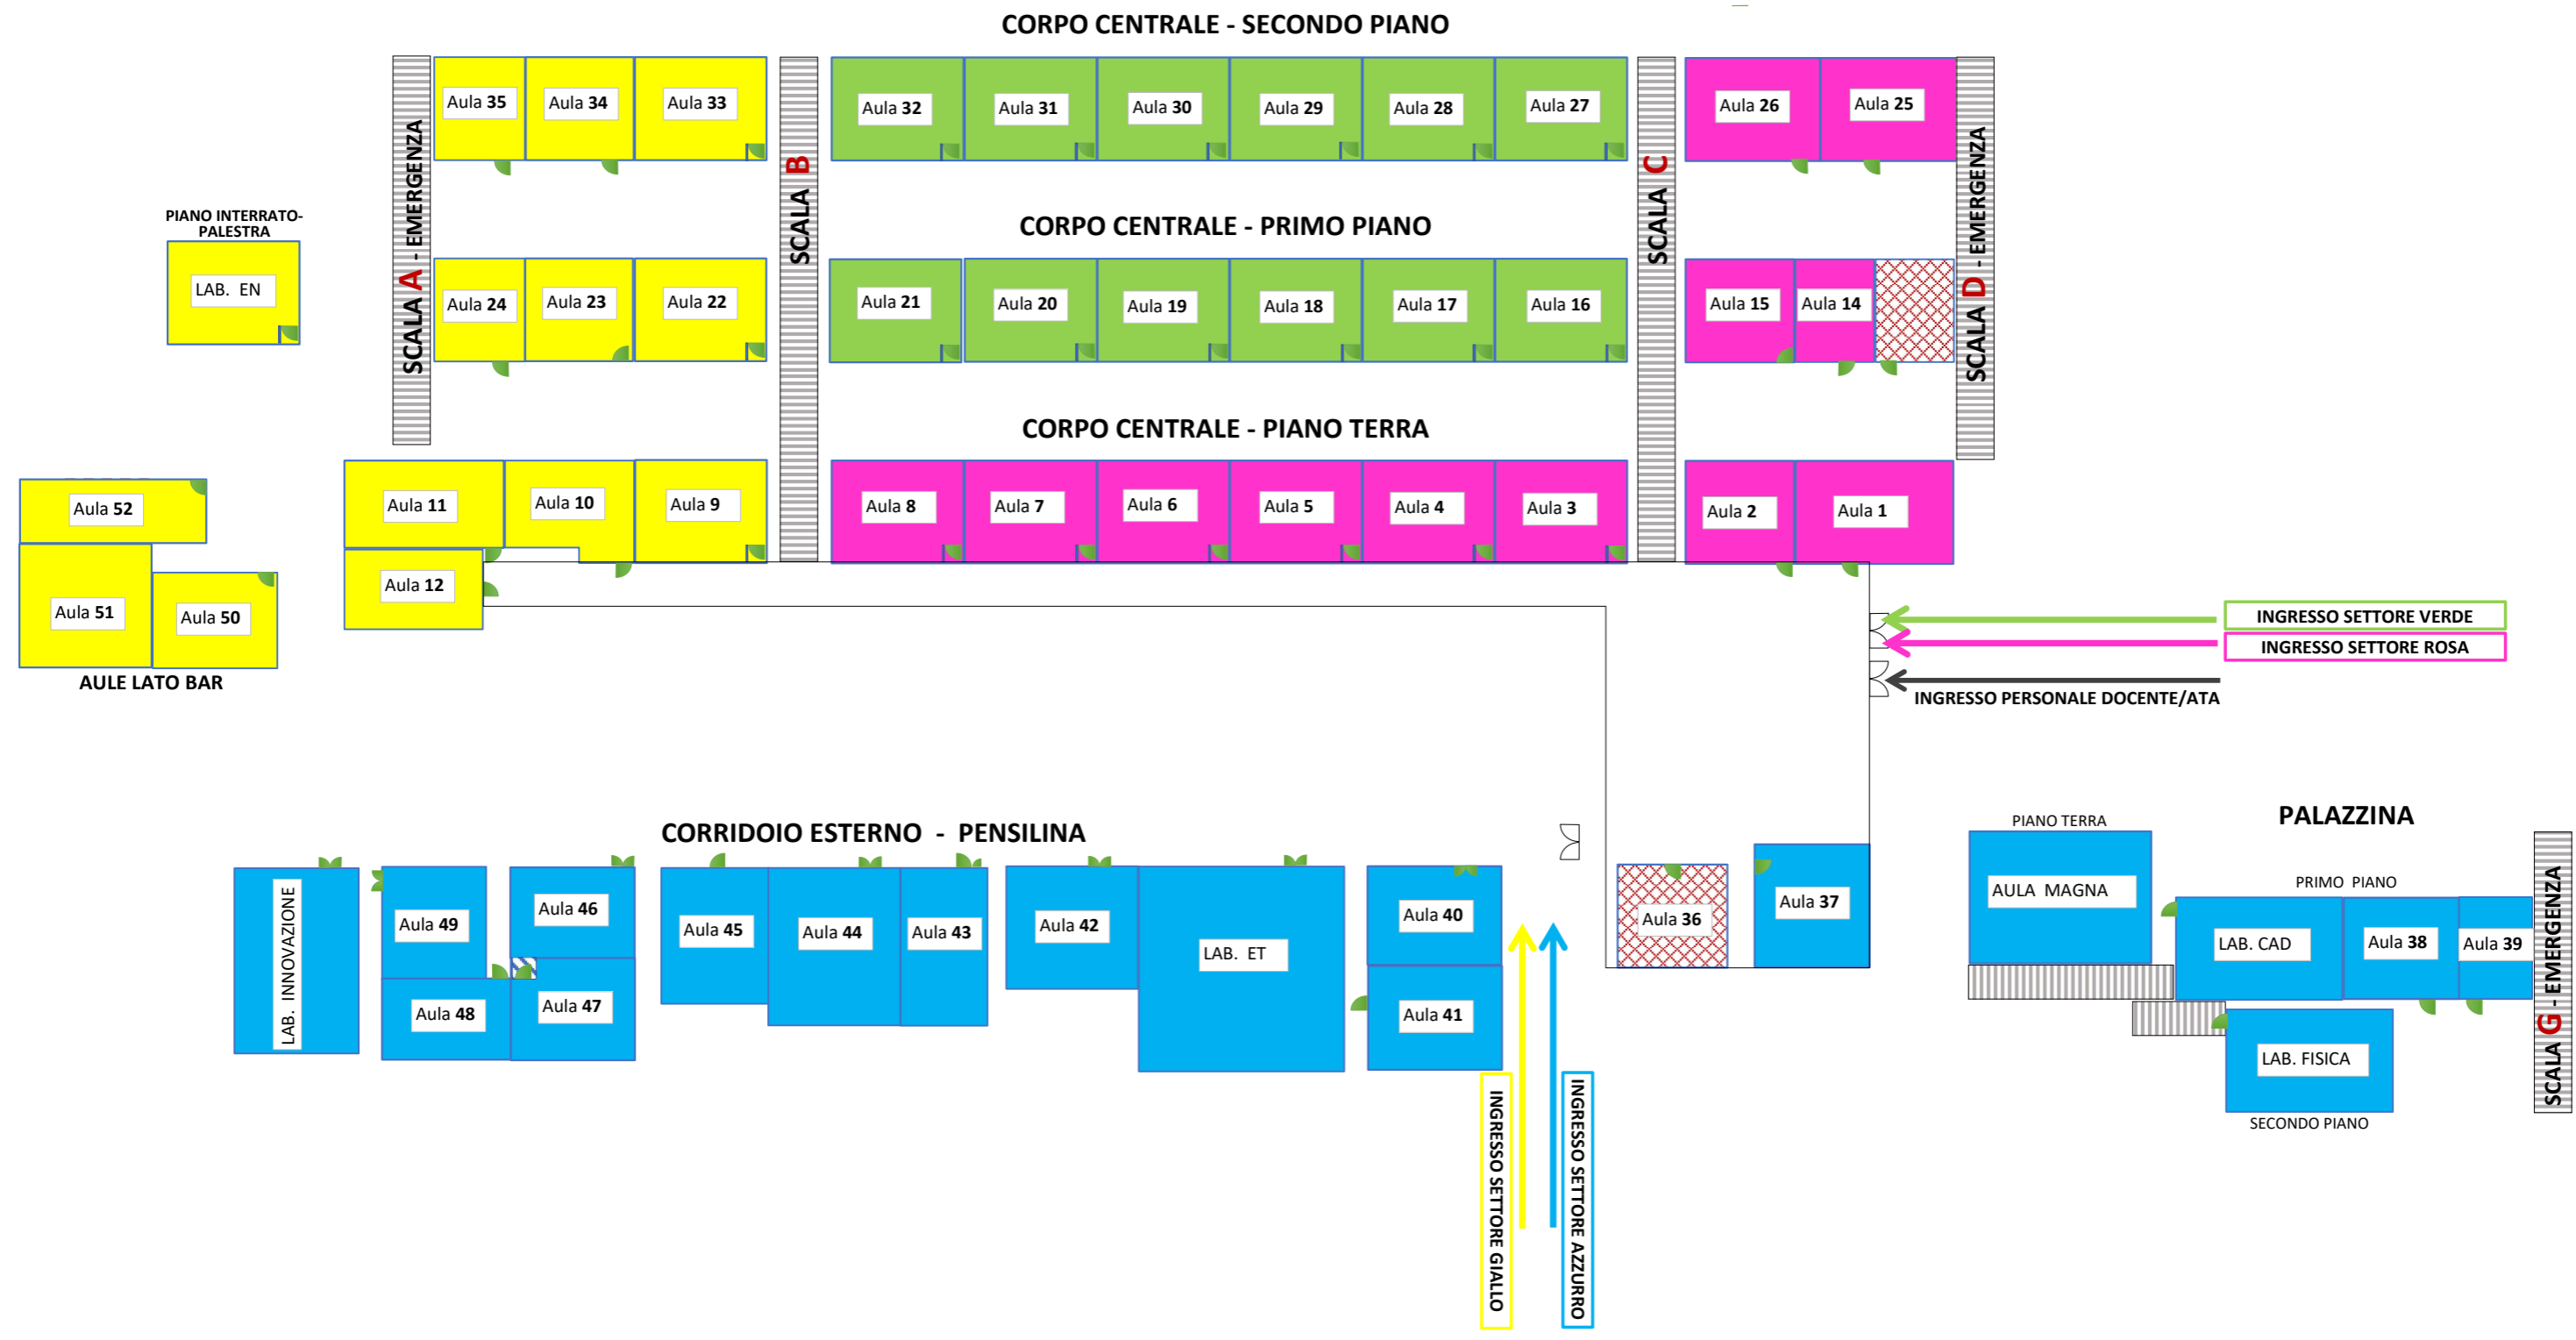 CORPO CENTRALE - SECONDO PIANO
Aula 35
Aula 34
Aula 33
Aula 32
Aula 31
Aula 30
Aula 29
Aula 28
Aula 27
Aula 26
Aula 25
SCALA A - EMERGENZA
SCALA B
SCALA C
SCALA D - EMERGENZA
PIANO INTERRATO-
PALESTRA
LAB. EN
CORPO CENTRALE - PRIMO PIANO
Aula 24
Aula 23
Aula 22
Aula 21
Aula 20
Aula 19
Aula 18
Aula 17
Aula 16
Aula 15
Aula 14
CORPO CENTRALE - PIANO TERRA
Aula 11
Aula 10
Aula 9
Aula 8
Aula 7
Aula 6
Aula 5
Aula 4
Aula 3
Aula 2
Aula 1
Aula 12
Aula 52
Aula 51
Aula 50
AULE LATO BAR
INGRESSO SETTORE VERDE
INGRESSO SETTORE ROSA
INGRESSO PERSONALE DOCENTE/ATA
CORRIDOIO ESTERNO - PENSILINA
LAB. INNOVAZIONE
Aula 49
Aula 46
Aula 48
Aula 47
Aula 45
Aula 44
Aula 43
Aula 42
LAB. ET
Aula 40
Aula 41
INGRESSO SETTORE GIALLO
INGRESSO SETTORE AZZURRO
Aula 36
Aula 37
PALAZZINA
PIANO TERRA
AULA MAGNA
PRIMO PIANO
LAB. CAD
Aula 38
Aula 39
LAB. FISICA
SECONDO PIANO
SCALA G - EMERGENZA